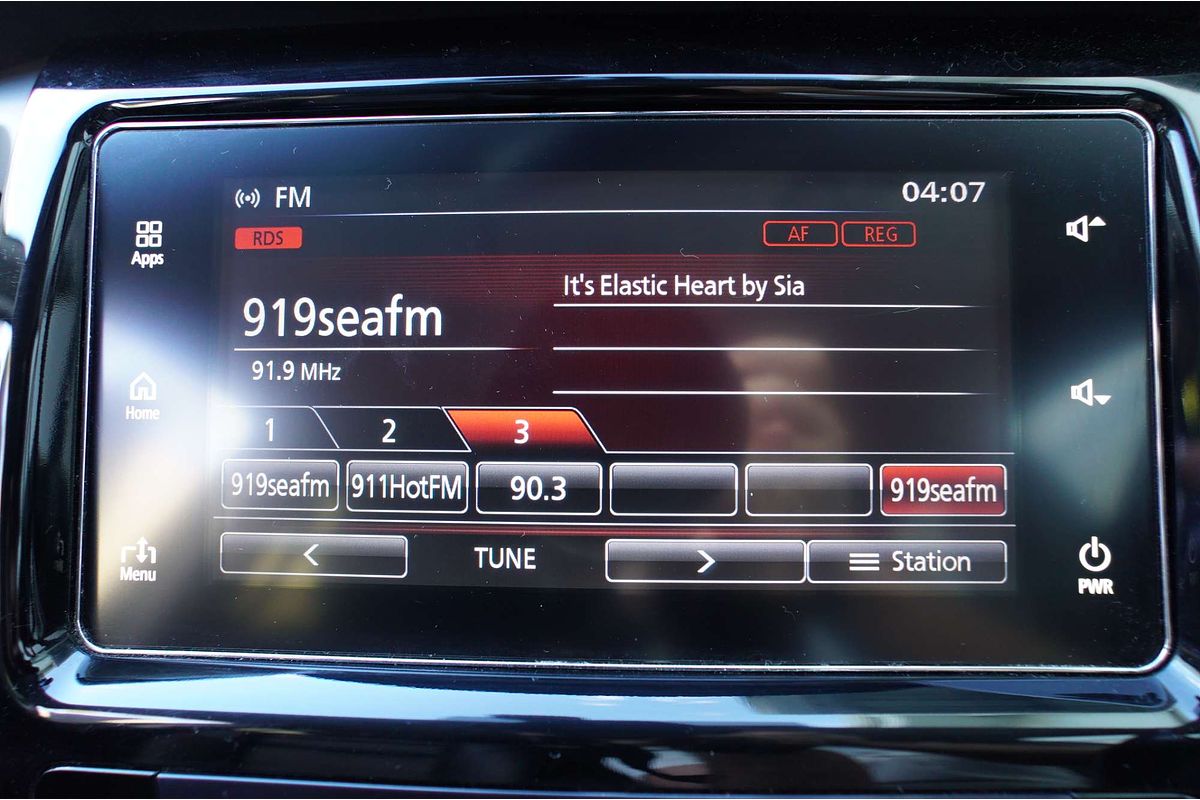 FM 04:07
RDS AF REG
Apps
It's Elastic Heart by Sia
919seafm
91.9 MHz
Home
1 2 3
919seafm 911HotFM 90.3 919seafm
< TUNE > Station
Menu
PWR